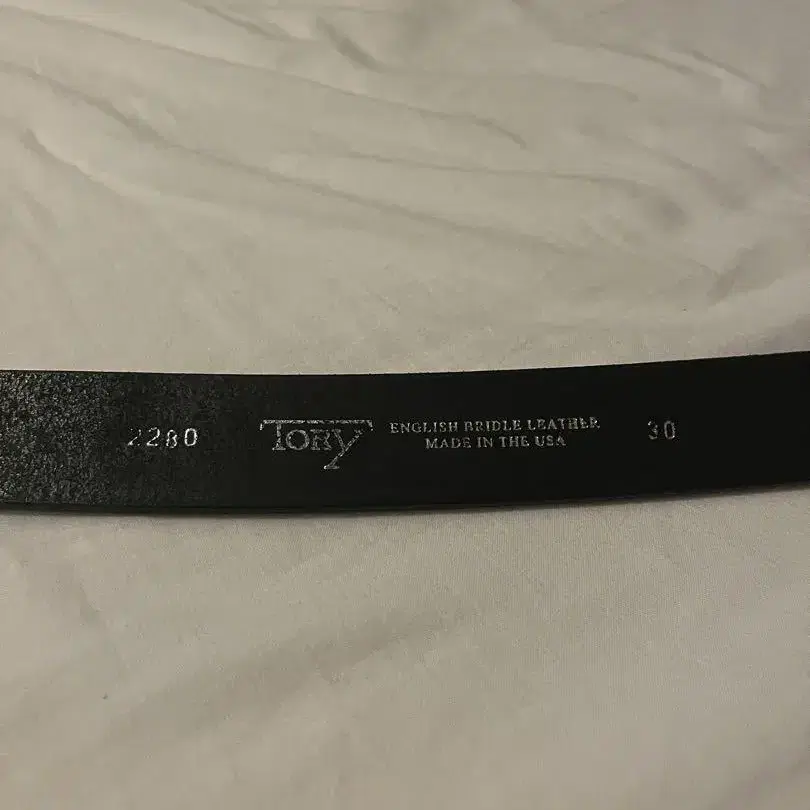 2280
TORY
ENGLISH BRIDLE LEATHER
MADE IN THE USA
30